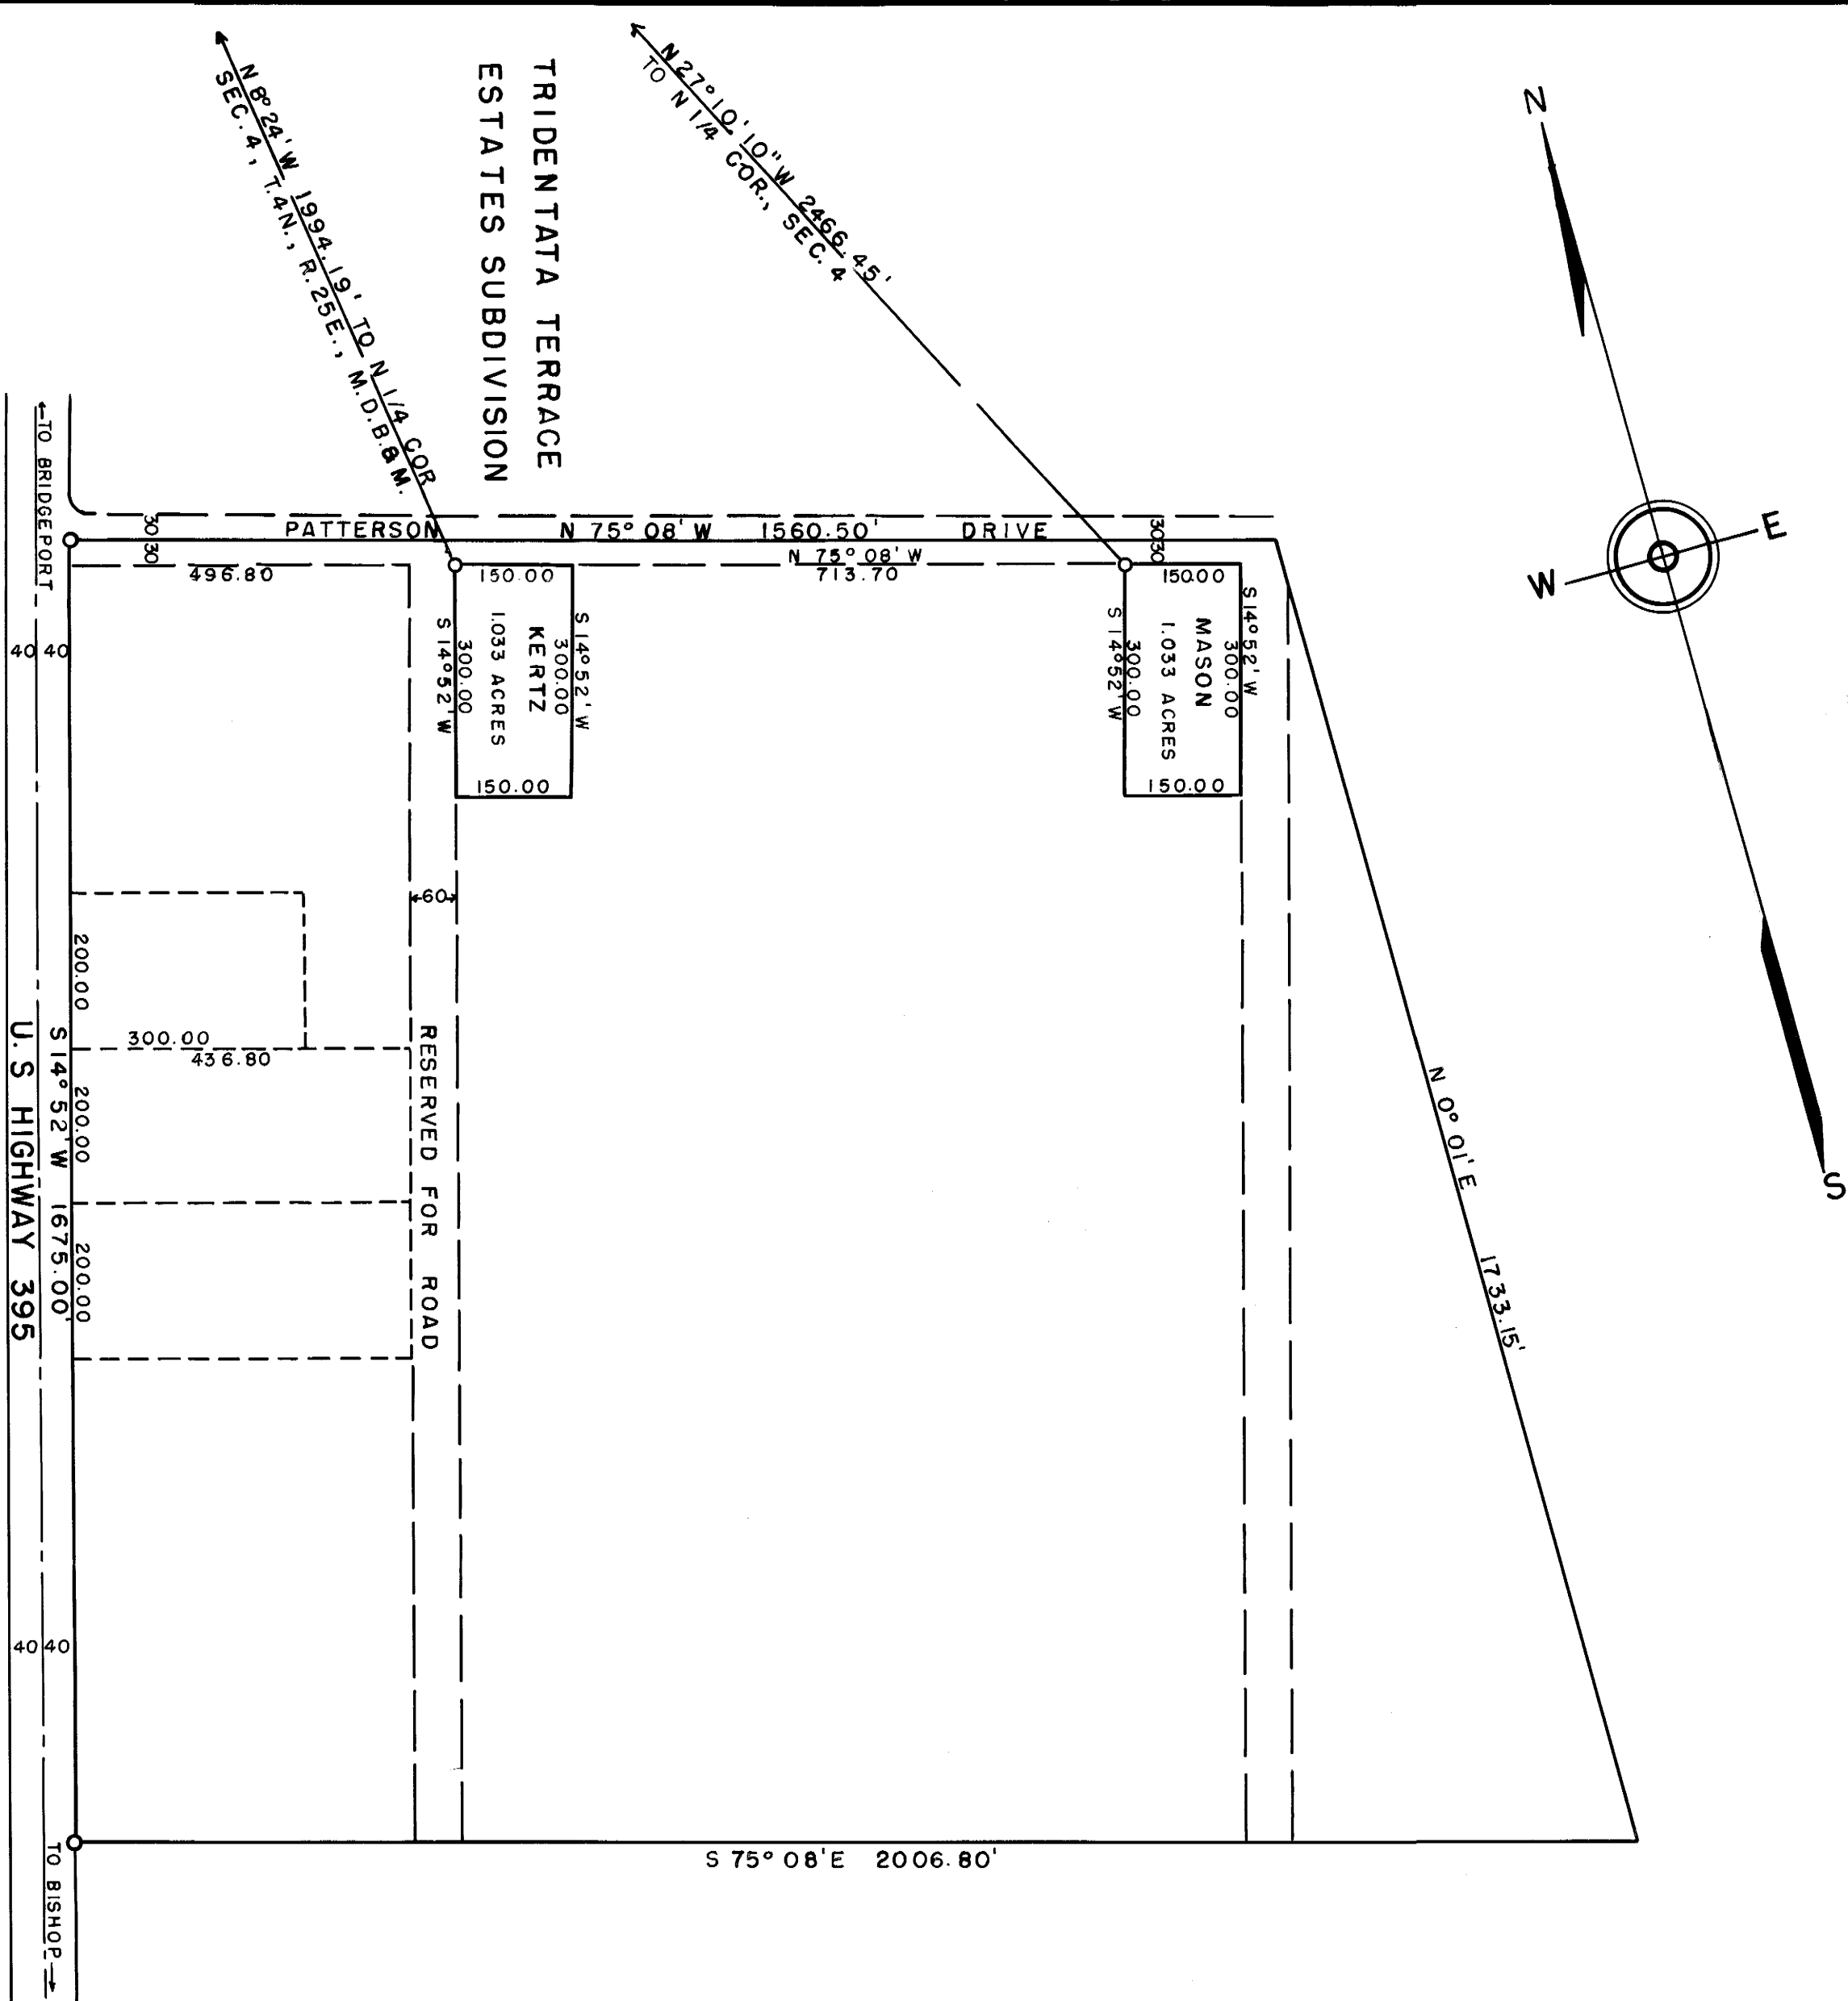 N
E
W
S
N 27° 10' 10" W 2466.45'
TO N 1/4 COR., SEC. 4
N 8° 24' W 1994.19' TO N 1/4 COR
SEC. 4, T.4N., R.25E., M.D.B.&M.
TRIDENTATA TERRACE
ESTATES SUBDIVISION
←TO BRIDGEPORT
30 30
PATTERSON
N 75° 08' W 1560.50'
DRIVE
30 30
N 75° 08' W
713.70
496.80
150.00
150.00
40 40
S 14° 52' W
300.00
KERTZ
1.033 ACRES
300.00
S 14° 52' W
150.00
S 14° 52' W
300.00
MASON
1.033 ACRES
300.00
S 14° 52' W
150.00
60
200.00
300.00
436.80
200.00
200.00
RESERVED FOR ROAD
S 14° 52' W 1675.00'
U.S HIGHWAY 395
N 0° 01' E 1733.15'
40 40
S 75° 08' E 2006.80'
TO BISHOP→